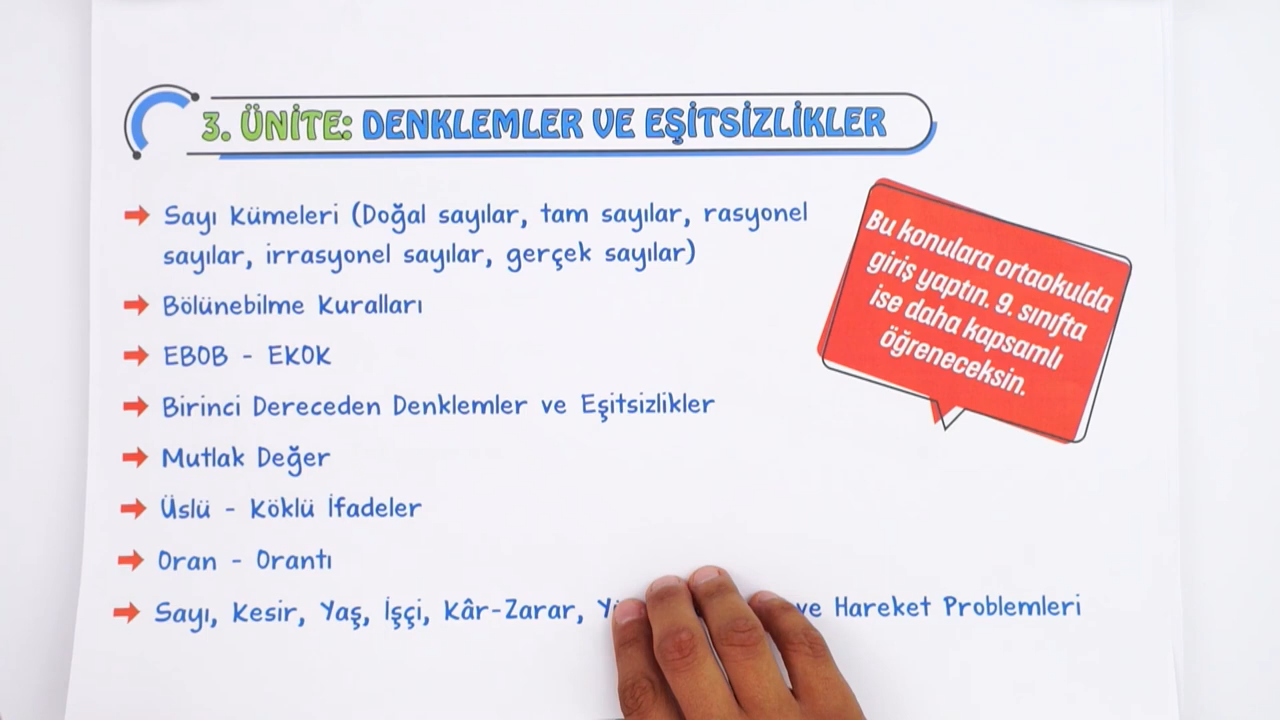 3. ÜNİTE: DENKLEMLER VE EŞİTSİZLİKLER
Sayı Kümeleri (Doğal sayılar, tam sayılar, rasyonel
sayılar, irrasyonel sayılar, gerçek sayılar)
Bölünebilme Kuralları
EBOB - EKOK
Birinci Dereceden Denklemler ve Eşitsizlikler
Mutlak Değer
Üslü - Köklü İfadeler
Oran - Orantı
Sayı, Kesir, Yaş, İşçi, Kâr-Zarar, ve Hareket Problemleri
Bu konulara ortaokulda
giriş yaptın. 9. sınıfta
ise daha kapsamlı
öğreneceksin.